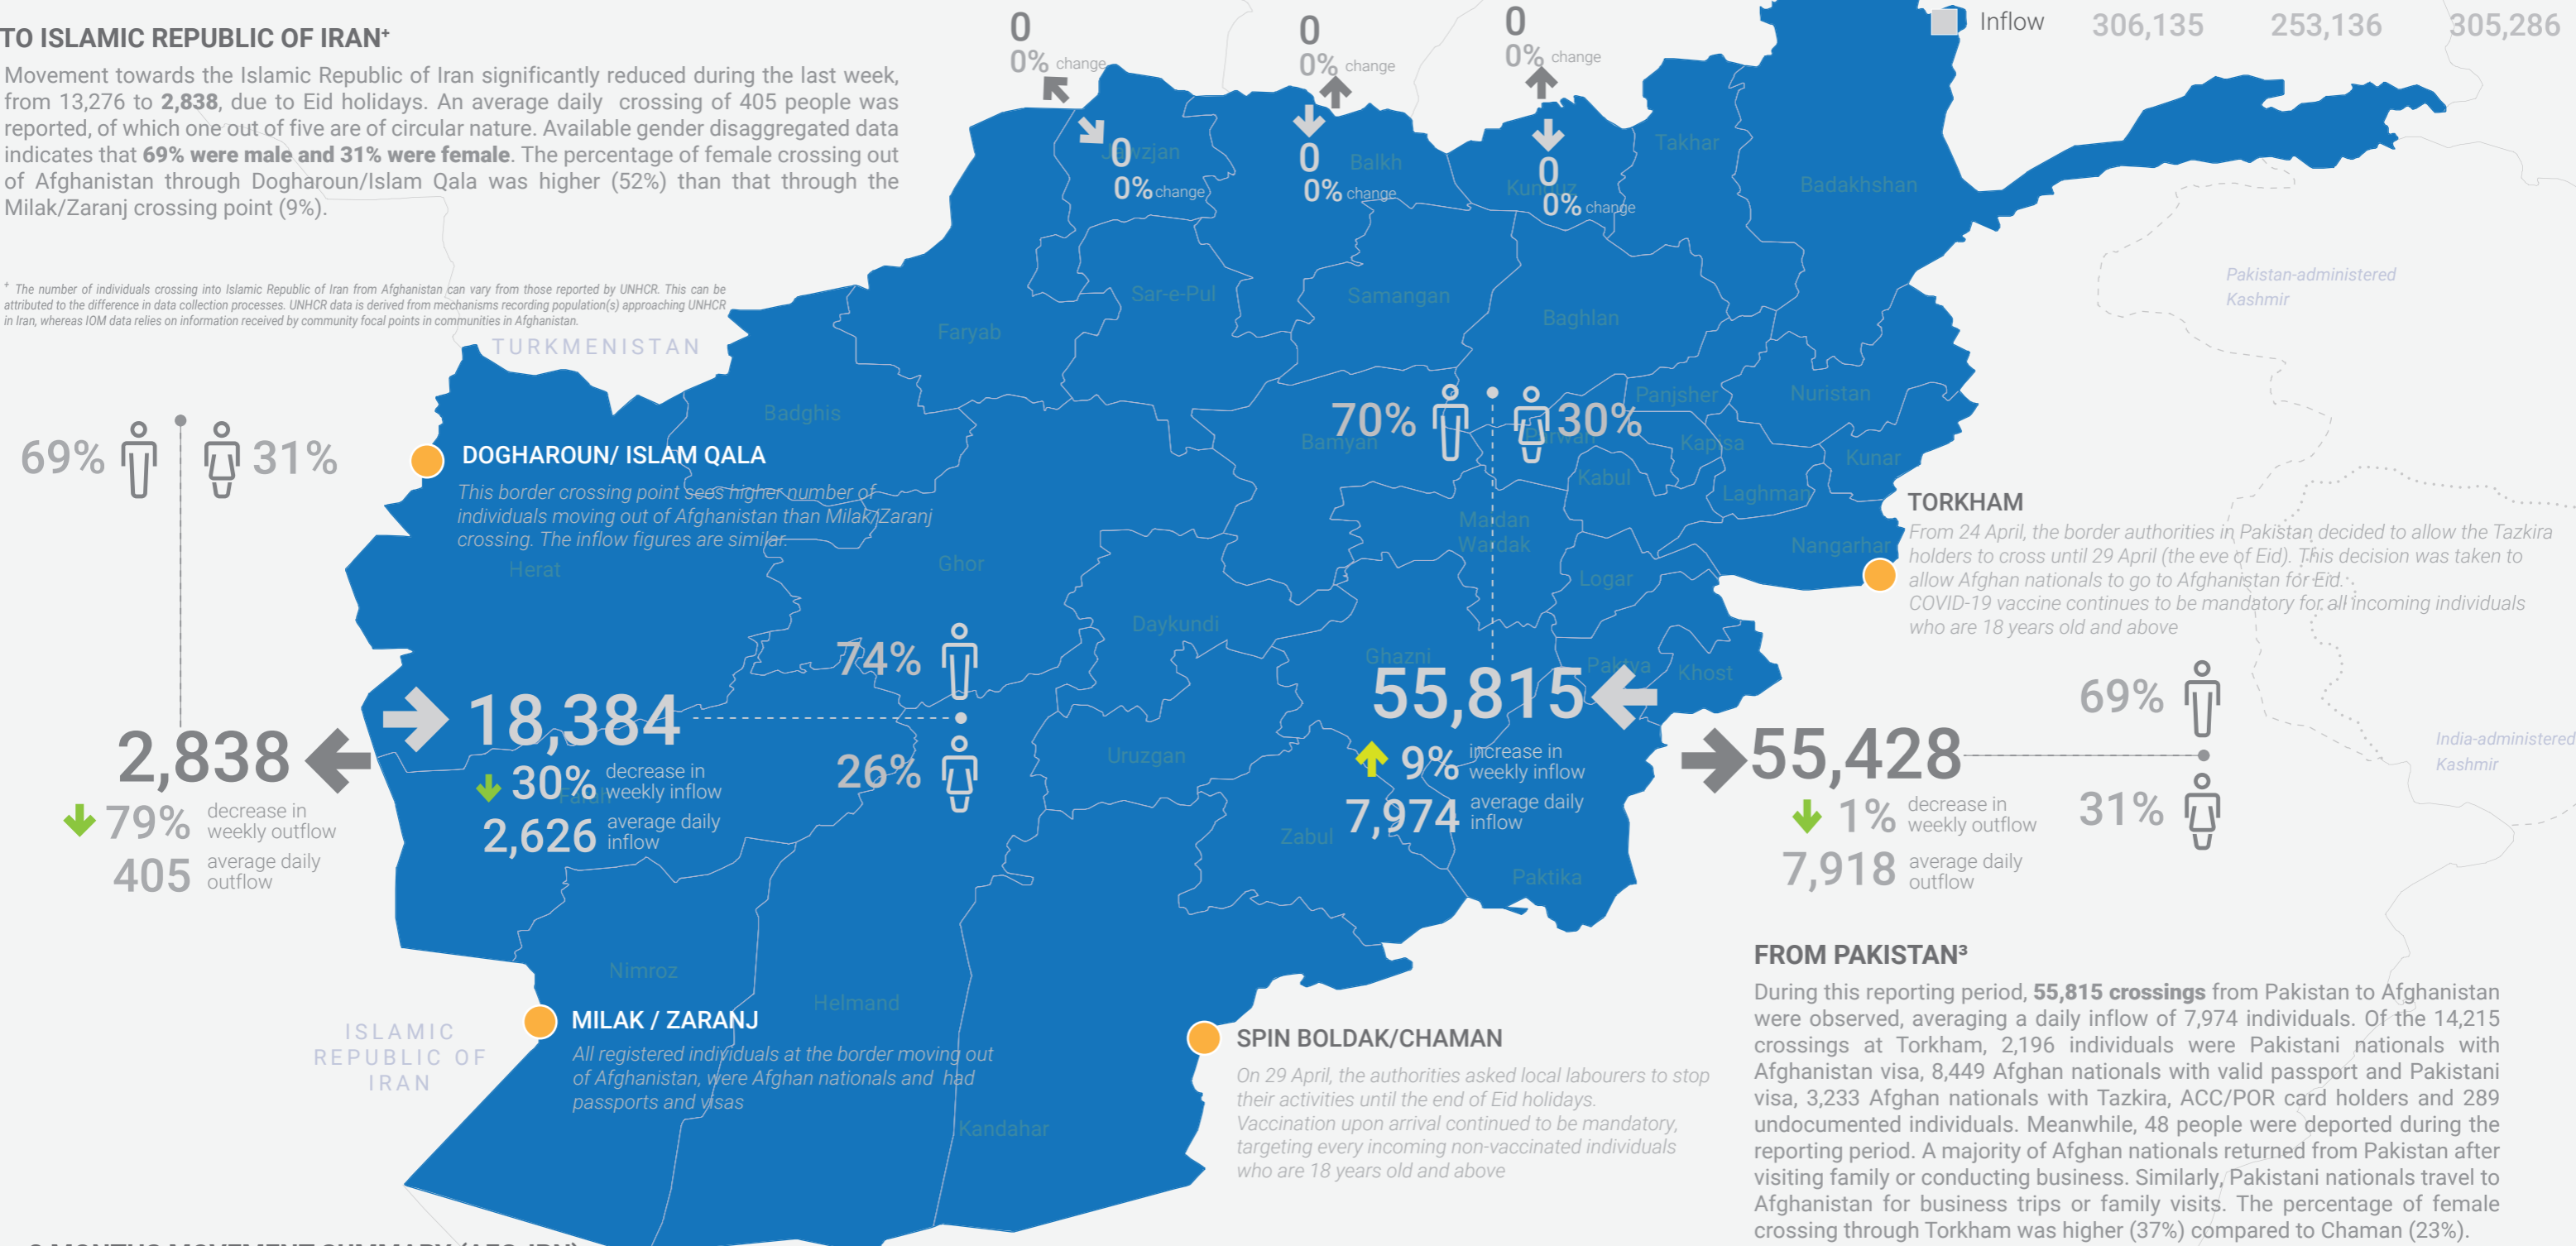 TO ISLAMIC REPUBLIC OF IRAN⁺
Movement towards the Islamic Republic of Iran significantly reduced during the last week,
from 13,276 to 2,838, due to Eid holidays. An average daily crossing of 405 people was
reported, of which one out of five are of circular nature. Available gender disaggregated data
indicates that 69% were male and 31% were female. The percentage of female crossing out
of Afghanistan through Dogharoun/Islam Qala was higher (52%) than that through the
Milak/Zaranj crossing point (9%).
⁺ The number of individuals crossing into Islamic Republic of Iran from Afghanistan can vary from those reported by UNHCR. This can be
attributed to the difference in data collection processes. UNHCR data is derived from mechanisms recording population(s) approaching UNHCR
in Iran, whereas IOM data relies on information received by community focal points in communities in Afghanistan.
0
0% change
0
0% change
0
0% change
0
0% change
0
0% change
0
0% change
Inflow 306,135 253,136 305,286
Jawzjan
Balkh
Kunduz
Takhar
Badakhshan
Pakistan-administered
Kashmir
Sar-e-Pul
Samangan
Baghlan
Faryab
TURKMENISTAN
Badghis
Panjsher
Nuristan
Bamyan
Parwan
Kapisa
Kunar
Kabul
Laghman
Maidan
Wardak
Nangarhar
Logar
Herat
Ghor
Daykundi
Ghazni
Paktya
Khost
Uruzgan
Farah
Zabul
Paktika
Nimroz
Helmand
Kandahar
69% 31%
70% 30%
DOGHAROUN/ ISLAM QALA
This border crossing point sees higher number of
individuals moving out of Afghanistan than Milak/Zaranj
crossing. The inflow figures are similar.
TORKHAM
From 24 April, the border authorities in Pakistan decided to allow the Tazkira
holders to cross until 29 April (the eve of Eid). This decision was taken to
allow Afghan nationals to go to Afghanistan for Eid.
COVID-19 vaccine continues to be mandatory for all incoming individuals
who are 18 years old and above
2,838
79% decrease in
weekly outflow
405 average daily
outflow
18,384
30% decrease in
weekly inflow
2,626 average daily
inflow
74%
26%
55,815
9% increase in
weekly inflow
7,974 average daily
inflow
55,428
1% decrease in
weekly outflow
7,918 average daily
outflow
69%
31%
India-administered
Kashmir
ISLAMIC
REPUBLIC OF
IRAN
MILAK / ZARANJ
All registered individuals at the border moving out
of Afghanistan, were Afghan nationals and had
passports and visas
SPIN BOLDAK/CHAMAN
On 29 April, the authorities asked local labourers to stop
their activities until the end of Eid holidays.
Vaccination upon arrival continued to be mandatory,
targeting every incoming non-vaccinated individuals
who are 18 years old and above
FROM PAKISTAN³
During this reporting period, 55,815 crossings from Pakistan to Afghanistan
were observed, averaging a daily inflow of 7,974 individuals. Of the 14,215
crossings at Torkham, 2,196 individuals were Pakistani nationals with
Afghanistan visa, 8,449 Afghan nationals with valid passport and Pakistani
visa, 3,233 Afghan nationals with Tazkira, ACC/POR card holders and 289
undocumented individuals. Meanwhile, 48 people were deported during the
reporting period. A majority of Afghan nationals returned from Pakistan after
visiting family or conducting business. Similarly, Pakistani nationals travel to
Afghanistan for business trips or family visits. The percentage of female
crossing through Torkham was higher (37%) compared to Chaman (23%).